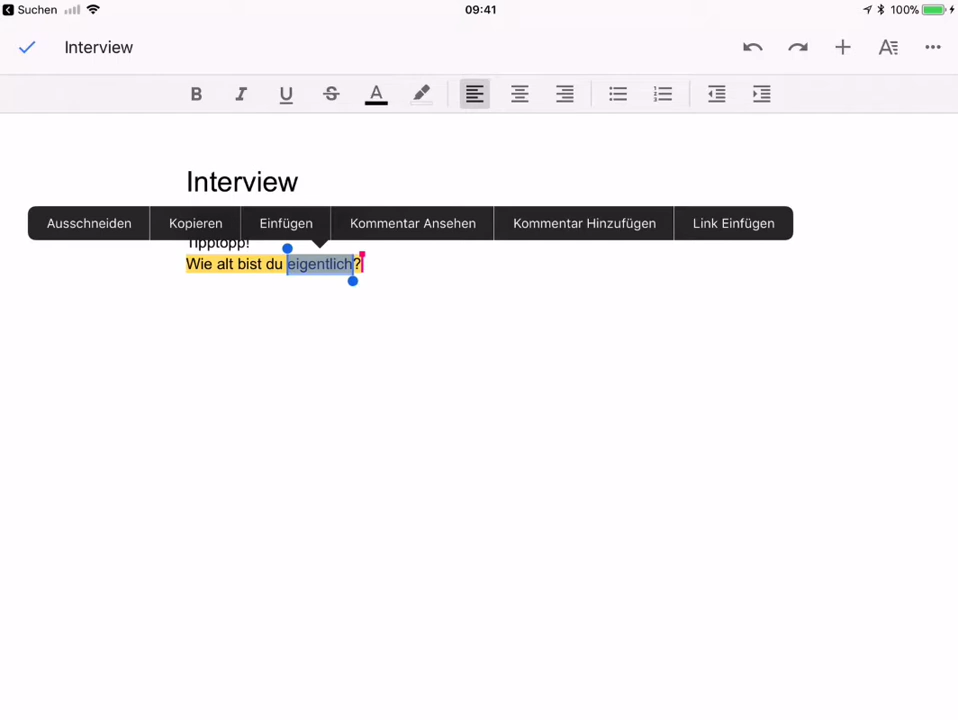 Suchen 09:41 100%
Interview
B I U S A
Interview
Ausschneiden Kopieren Einfügen Kommentar Ansehen Kommentar Hinzufügen Link Einfügen
Tipptopp!
Wie alt bist du eigentlich?